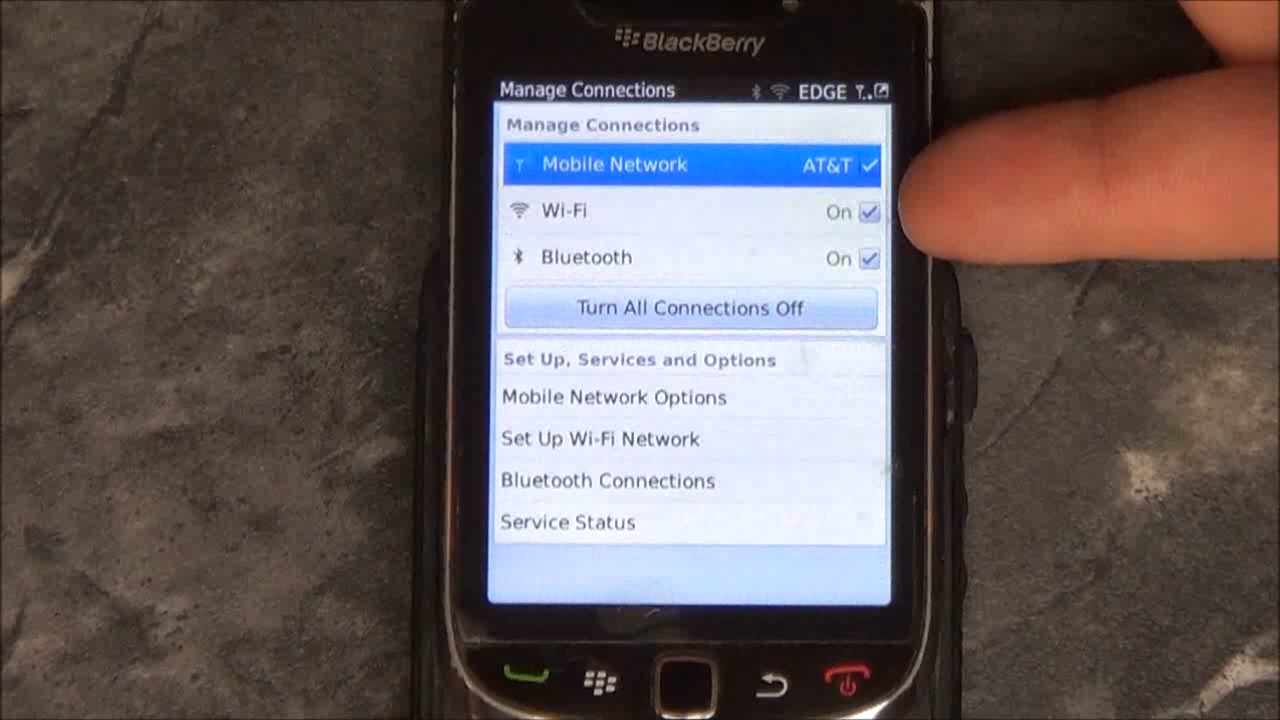 BlackBerry
Manage Connections EDGE
Manage Connections
Mobile Network AT&T
Wi-Fi On
Bluetooth On
Turn All Connections Off
Set Up, Services and Options
Mobile Network Options
Set Up Wi-Fi Network
Bluetooth Connections
Service Status